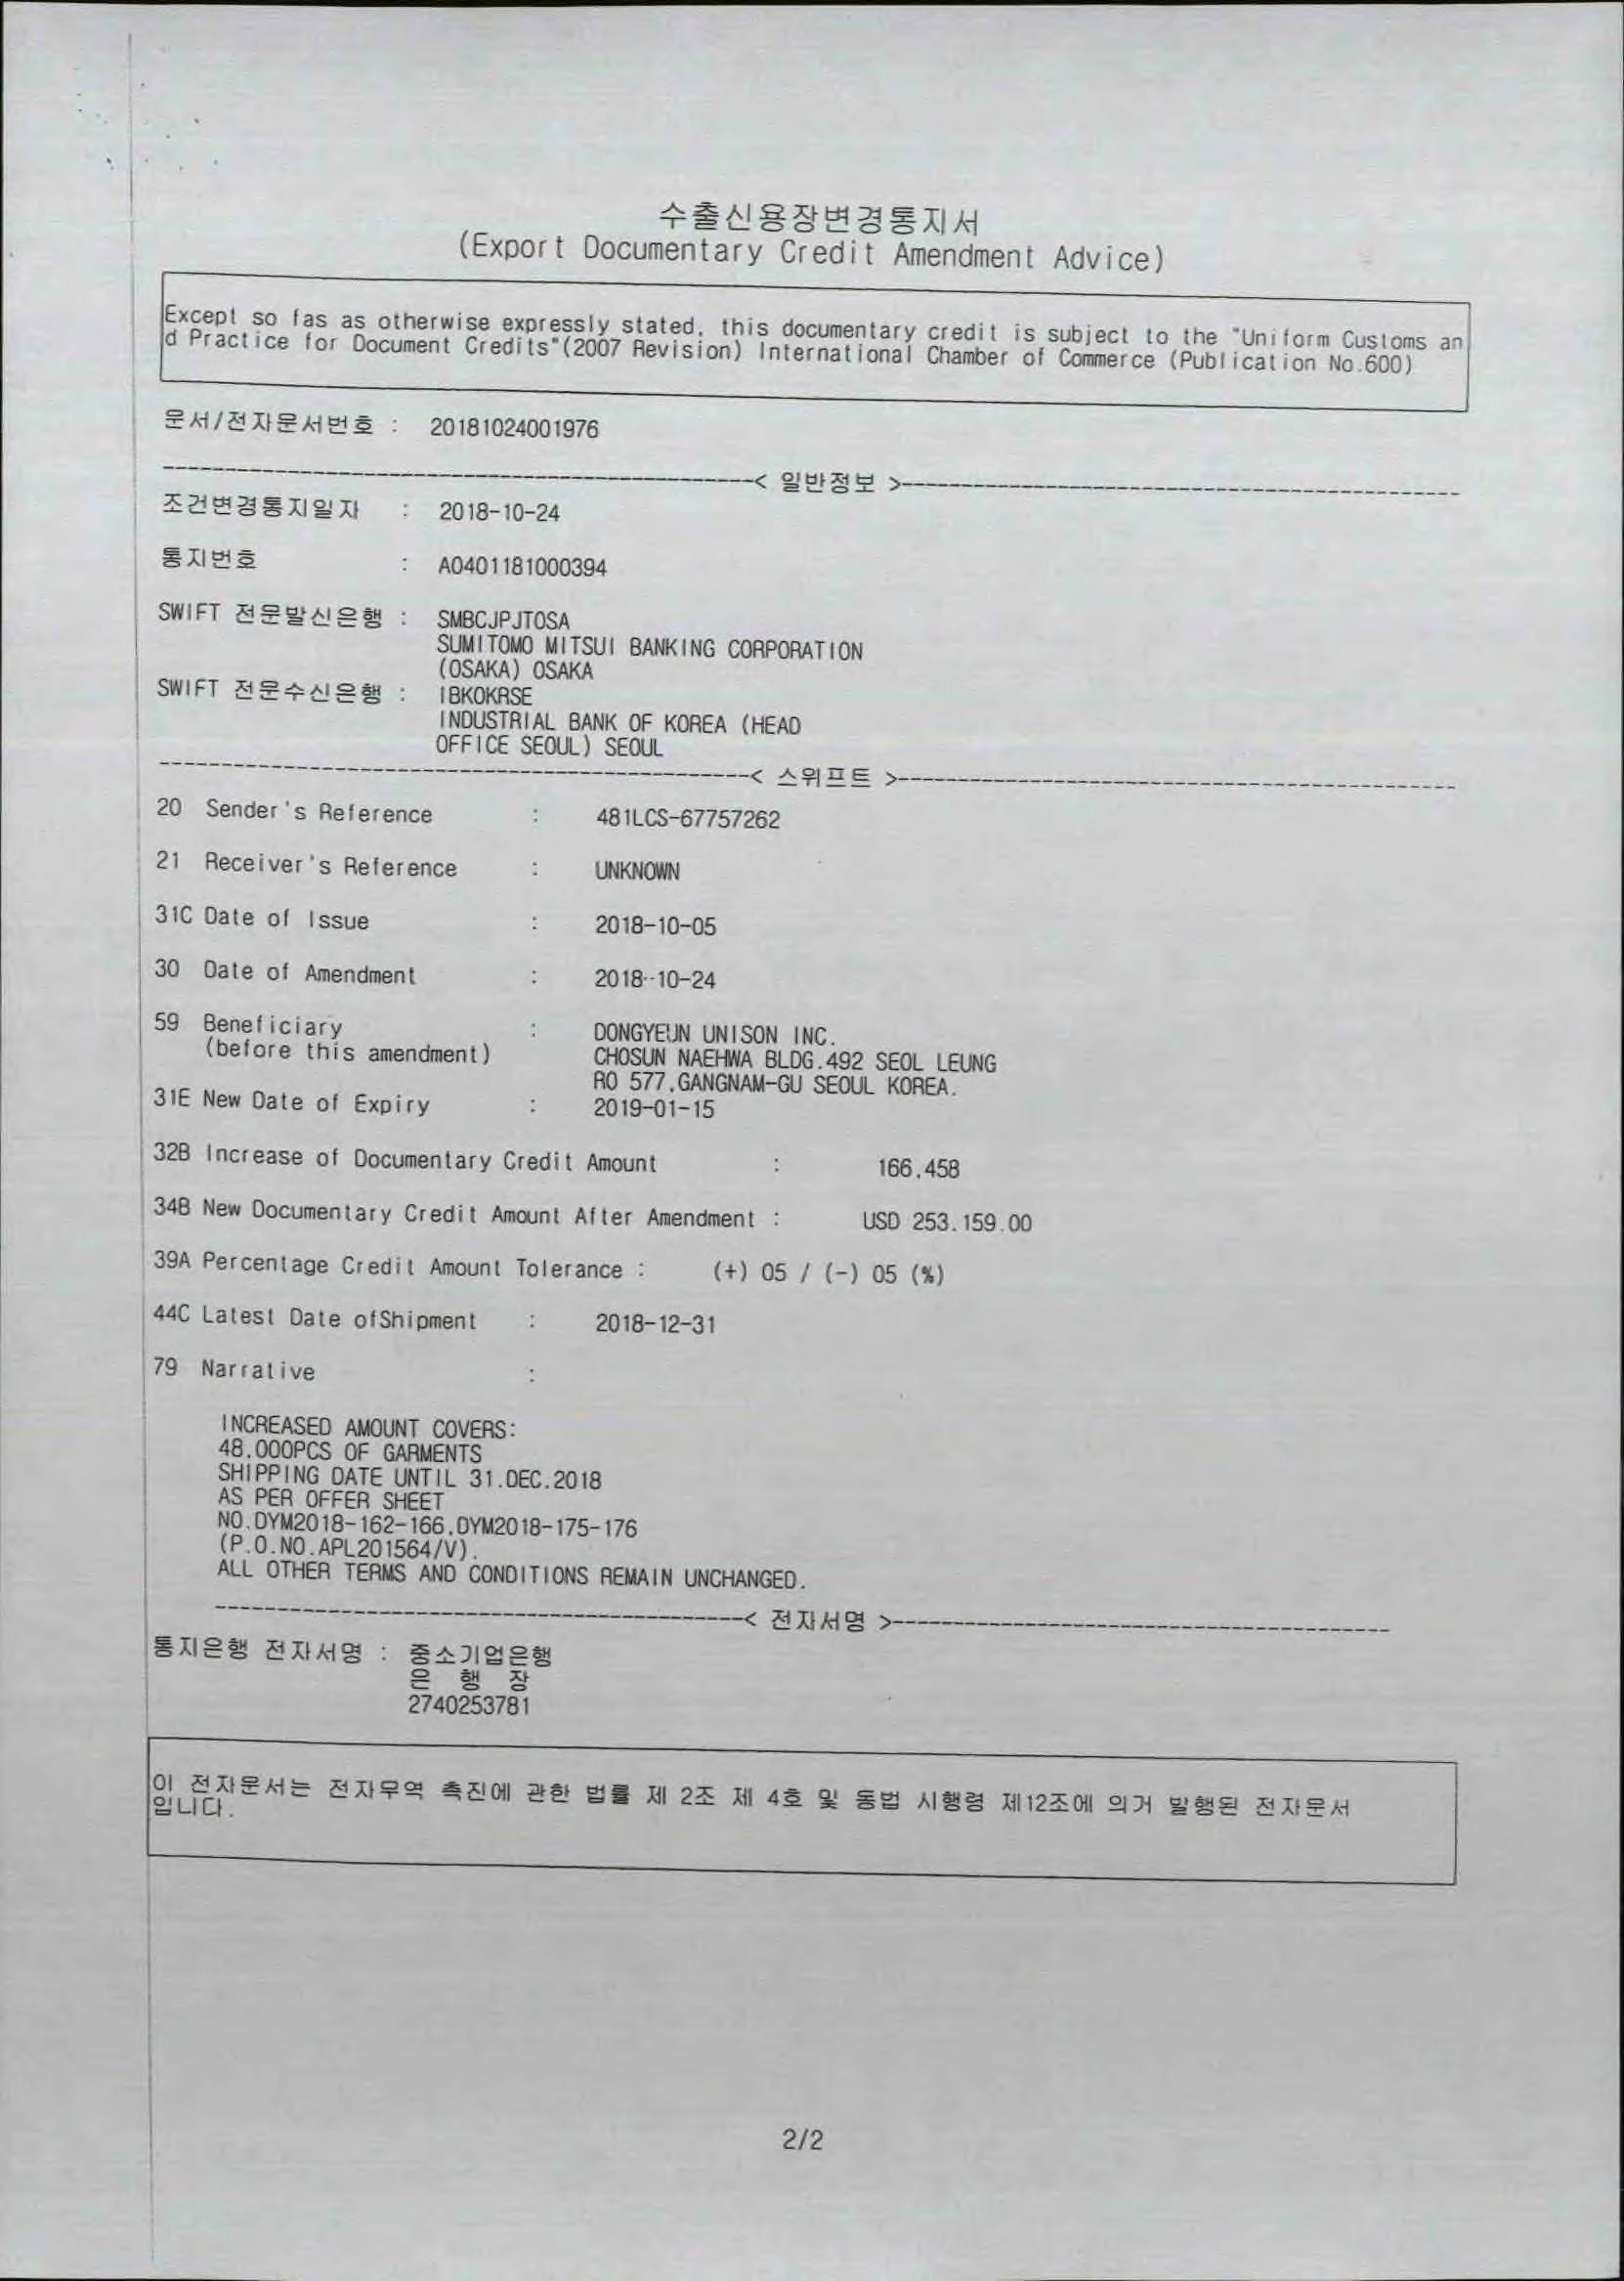 수출신용장변경통지서
(Export Documentary Credit Amendment Advice)
Except so fas as otherwise expressly stated, this documentary credit is subject to the "Uniform Customs an
d Practice for Document Credits"(2007 Revision) International Chamber of Commerce (Publication No.600)
문서/전자문서번호 : 20181024001976
< 일반정보 >
조건변경통지일자 : 2018-10-24
통지번호 : A0401181000394
SWIFT 전문발신은행 : SMBCJPJTOSA
SUMITOMO MITSUI BANKING CORPORATION
(OSAKA) OSAKA
SWIFT 전문수신은행 : IBKOKRSE
INDUSTRIAL BANK OF KOREA (HEAD
OFFICE SEOUL) SEOUL
< 스위프트 >
20 Sender's Reference : 481LCS-67757262
21 Receiver's Reference : UNKNOWN
31C Date of Issue : 2018-10-05
30 Date of Amendment : 2018-10-24
59 Beneficiary : DONGYEUN UNISON INC.
(before this amendment) CHOSUN NAEHWA BLDG.492 SEOL LEUNG
RO 577,GANGNAM-GU SEOUL KOREA.
31E New Date of Expiry : 2019-01-15
32B Increase of Documentary Credit Amount : 166,458
34B New Documentary Credit Amount After Amendment : USD 253,159.00
39A Percentage Credit Amount Tolerance : (+) 05 / (-) 05 (%)
44C Latest Date ofShipment : 2018-12-31
79 Narrative :
INCREASED AMOUNT COVERS:
48,000PCS OF GARMENTS
SHIPPING DATE UNTIL 31.DEC.2018
AS PER OFFER SHEET
NO.DYM2018-162-166,DYM2018-175-176
(P.O.NO.APL201564/V).
ALL OTHER TERMS AND CONDITIONS REMAIN UNCHANGED.
< 전자서명 >
통지은행 전자서명 : 중소기업은행
은 행 장
2740253781
이 전자문서는 전자무역 촉진에 관한 법률 제 2조 제 4호 및 동법 시행령 제12조에 의거 발행된 전자문서
입니다.
2/2